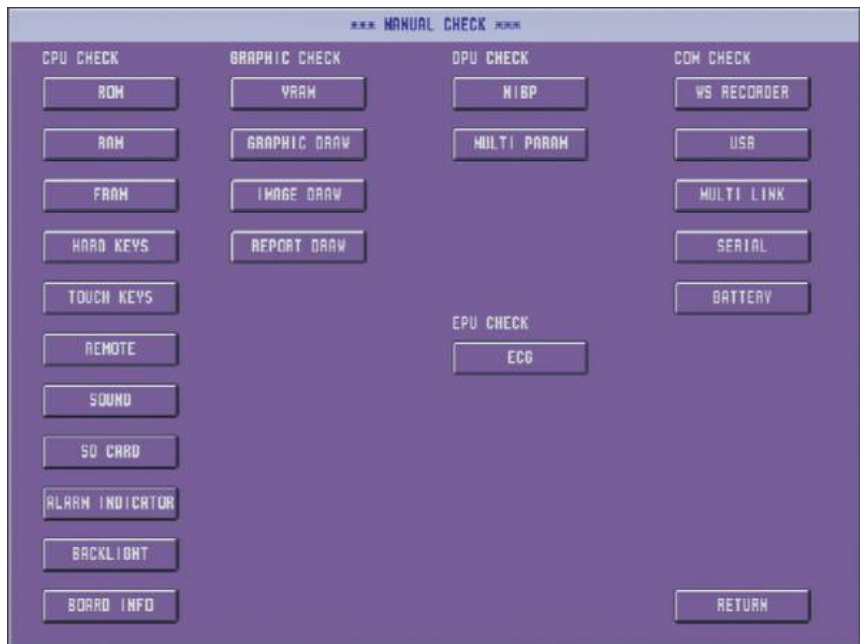 *** MANUAL CHECK ***
CPU CHECK
ROM
RAM
FRAM
HARD KEYS
TOUCH KEYS
REMOTE
SOUND
SD CARD
ALARM INDICATOR
BACKLIGHT
BOARD INFO
GRAPHIC CHECK
VRAM
GRAPHIC DRAW
IMAGE DRAW
REPORT DRAW
DPU CHECK
NIBP
MULTI PARAM
EPU CHECK
ECG
COM CHECK
WS RECORDER
USB
MULTI LINK
SERIAL
BATTERY
RETURN